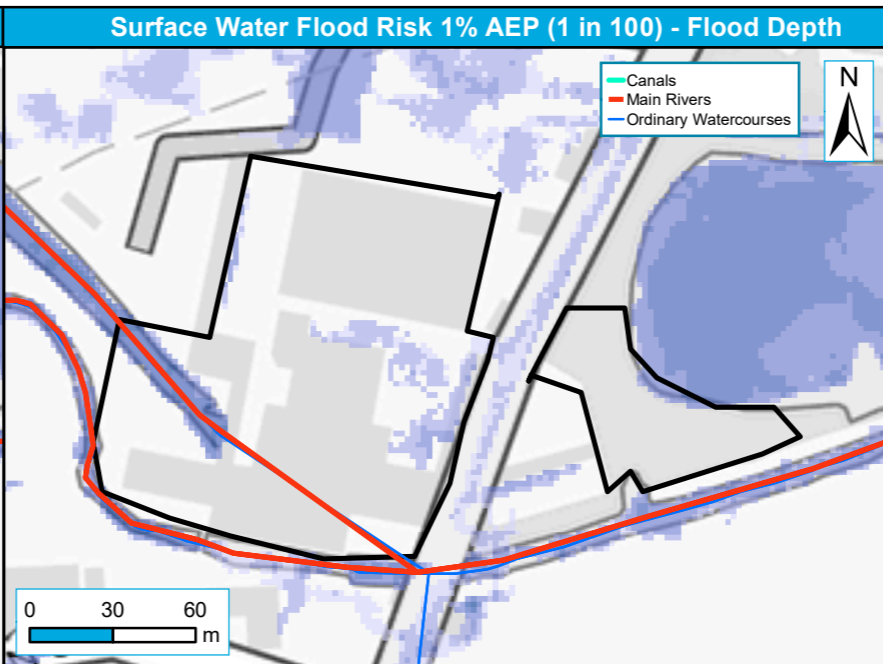 Surface Water Flood Risk 1% AEP (1 in 100) - Flood Depth
Canals
Main Rivers
Ordinary Watercourses
N
0 30 60
m